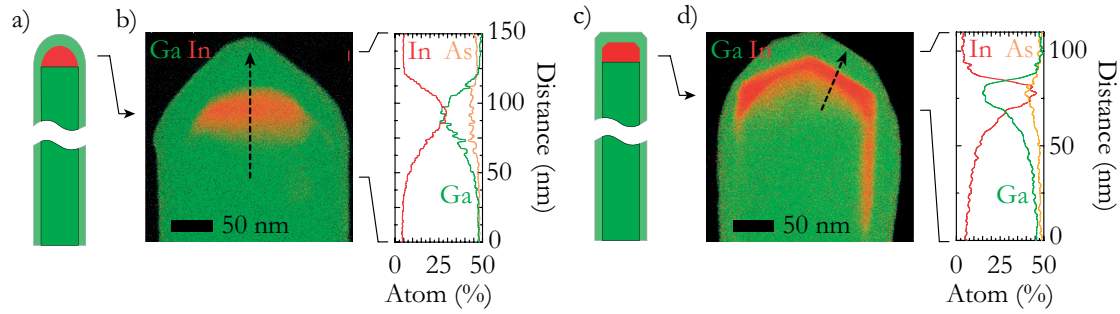 a)
b)
Ga In
50 nm
In As
Ga
150
100
50
0
Distance (nm)
0 25 50
Atom (%)
c)
d)
Ga In
50 nm
In As
Ga
100
50
0
Distance (nm)
0 25 50
Atom (%)